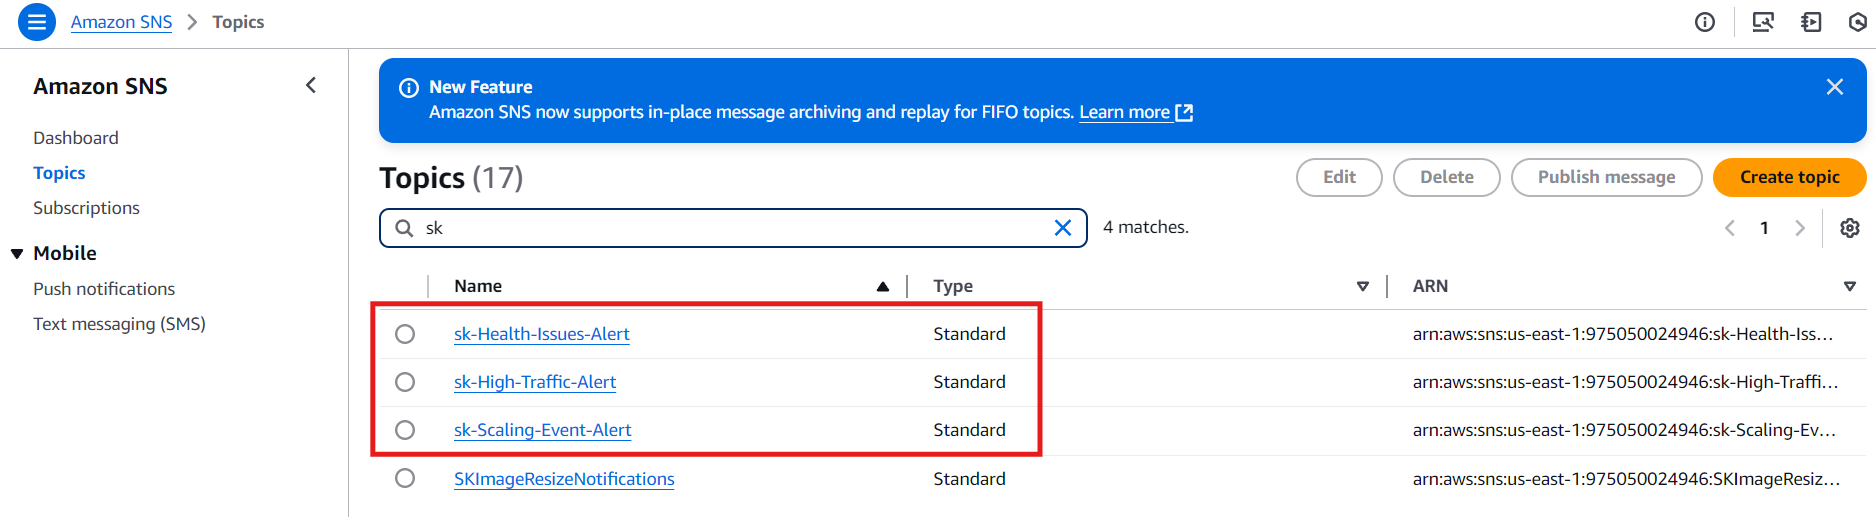 Amazon SNS > Topics
Amazon SNS
Dashboard
Topics
Subscriptions
Mobile
Push notifications
Text messaging (SMS)
New Feature
Amazon SNS now supports in-place message archiving and replay for FIFO topics. Learn more
Topics (17)
Edit
Delete
Publish message
Create topic
sk
4 matches.
1
Name Type ARN
sk-Health-Issues-Alert Standard arn:aws:sns:us-east-1:975050024946:sk-Health-Iss...
sk-High-Traffic-Alert Standard arn:aws:sns:us-east-1:975050024946:sk-High-Traffi...
sk-Scaling-Event-Alert Standard arn:aws:sns:us-east-1:975050024946:sk-Scaling-Ev...
SKImageResizeNotifications Standard arn:aws:sns:us-east-1:975050024946:SKImageResiz...